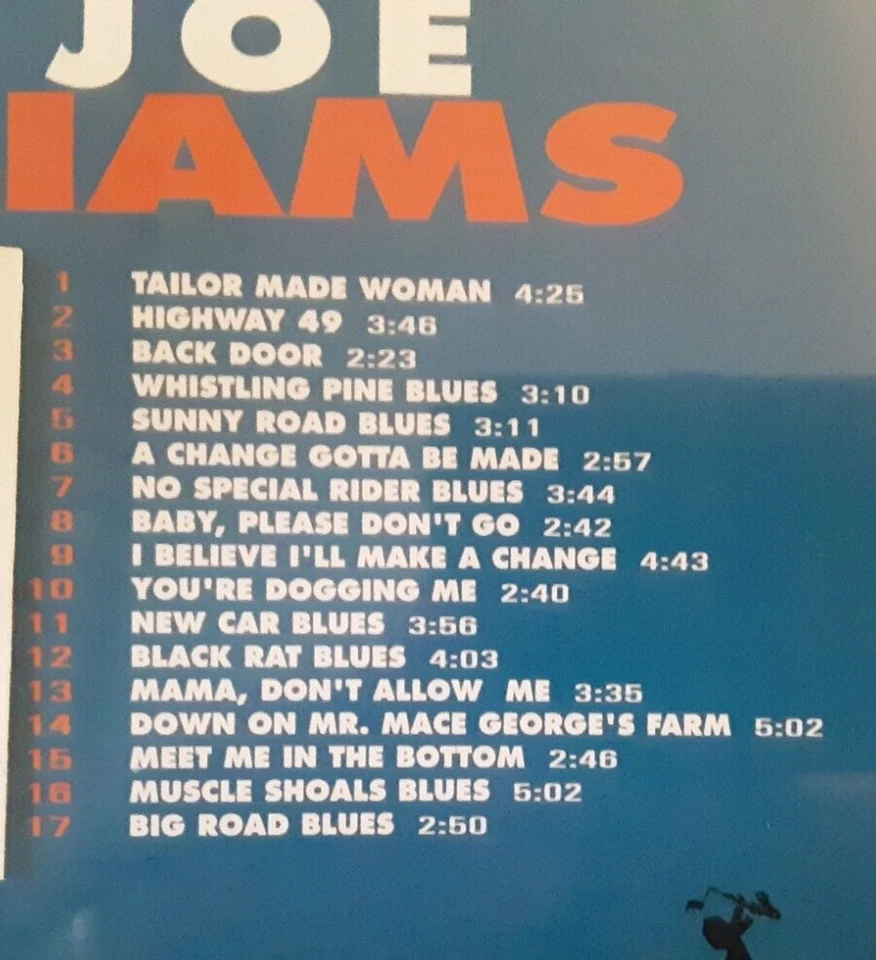 JOE
IAMS
1 TAILOR MADE WOMAN 4:25
2 HIGHWAY 49 3:46
3 BACK DOOR 2:23
4 WHISTLING PINE BLUES 3:10
5 SUNNY ROAD BLUES 3:11
6 A CHANGE GOTTA BE MADE 2:57
7 NO SPECIAL RIDER BLUES 3:44
8 BABY, PLEASE DON'T GO 2:42
9 I BELIEVE I'LL MAKE A CHANGE 4:43
10 YOU'RE DOGGING ME 2:40
11 NEW CAR BLUES 3:56
12 BLACK RAT BLUES 4:03
13 MAMA, DON'T ALLOW ME 3:35
14 DOWN ON MR. MACE GEORGE'S FARM 5:02
15 MEET ME IN THE BOTTOM 2:46
16 MUSCLE SHOALS BLUES 5:02
17 BIG ROAD BLUES 2:50